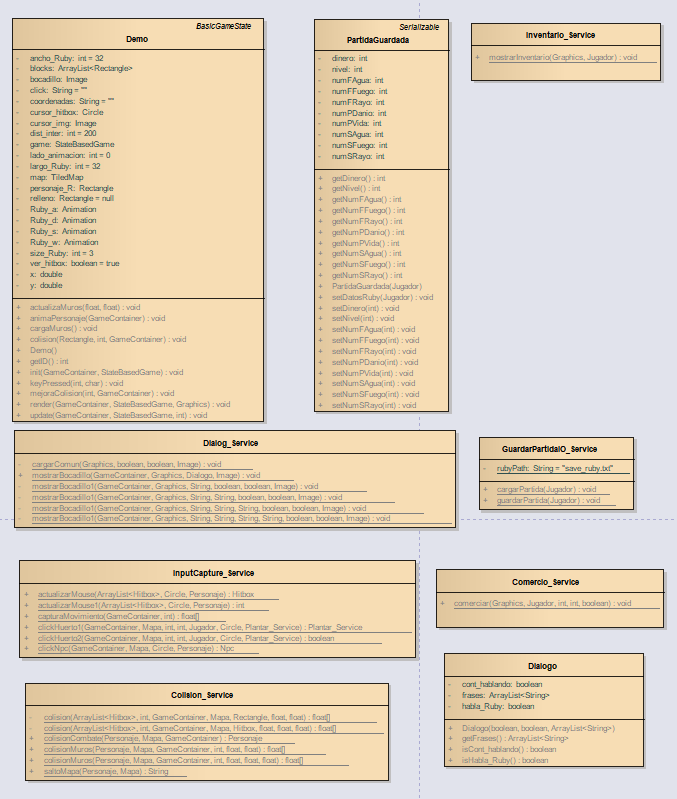 BasicGameState
Demo
- ancho_Ruby: int = 32
- blocks: ArrayList<Rectangle>
- bocadillo: Image
- click: String = ""
- coordenadas: String = ""
- cursor_hitbox: Circle
- cursor_img: Image
- dist_inter: int = 200
- game: StateBasedGame
- lado_animacion: int = 0
- largo_Ruby: int = 32
- map: TiledMap
- personaje_R: Rectangle
- relleno: Rectangle = null
- Ruby_a: Animation
- Ruby_d: Animation
- Ruby_s: Animation
- Ruby_w: Animation
- size_Ruby: int = 3
- ver_hitbox: boolean = true
- x: double
- y: double
+ actualizaMuros(float, float) : void
+ animaPersonaje(GameContainer) : void
+ cargaMuros() : void
+ colision(Rectangle, int, GameContainer) : void
+ Demo()
+ getID() : int
+ init(GameContainer, StateBasedGame) : void
+ keyPressed(int, char) : void
+ mejoraColision(int, GameContainer) : void
+ render(GameContainer, StateBasedGame, Graphics) : void
+ update(GameContainer, StateBasedGame, int) : void
Serializable
PartidaGuardada
- dinero: int
- nivel: int
- numFAgua: int
- numFFuego: int
- numFRayo: int
- numPDanio: int
- numPVida: int
- numSAgua: int
- numSFuego: int
- numSRayo: int
+ getDinero() : int
+ getNivel() : int
+ getNumFAgua() : int
+ getNumFFuego() : int
+ getNumFRayo() : int
+ getNumPDanio() : int
+ getNumPVida() : int
+ getNumSAgua() : int
+ getNumSFuego() : int
+ getNumSRayo() : int
+ PartidaGuardada(Jugador)
+ setDatosRuby(Jugador) : void
+ setDinero(int) : void
+ setNivel(int) : void
+ setNumFAgua(int) : void
+ setNumFFuego(int) : void
+ setNumFRayo(int) : void
+ setNumPDanio(int) : void
+ setNumPVida(int) : void
+ setNumSAgua(int) : void
+ setNumSFuego(int) : void
+ setNumSRayo(int) : void
Inventario_Service
+ mostrarInventario(Graphics, Jugador) : void
Dialog_Service
- cargarComun(Graphics, boolean, boolean, Image) : void
+ mostrarBocadillo(GameContainer, Graphics, Dialogo, Image) : void
- mostrarBocadillo1(GameContainer, Graphics, String, boolean, boolean, Image) : void
- mostrarBocadillo1(GameContainer, Graphics, String, String, boolean, boolean, Image) : void
- mostrarBocadillo1(GameContainer, Graphics, String, String, String, boolean, boolean, Image) : void
- mostrarBocadillo1(GameContainer, Graphics, String, String, String, String, boolean, boolean, Image) : void
GuardarPartidaIO_Service
- rubyPath: String = "save_ruby.txt"
+ cargarPartida(Jugador) : void
+ guardarPartida(Jugador) : void
InputCapture_Service
+ actualizarMouse(ArrayList<Hitbox>, Circle, Personaje) : Hitbox
+ actualizarMouse1(ArrayList<Hitbox>, Circle, Personaje) : int
+ capturaMovimiento(GameContainer, int) : float[]
+ clickHuerto1(GameContainer, Mapa, int, int, Jugador, Circle, Plantar_Service) : Plantar_Service
+ clickHuerto2(GameContainer, Mapa, int, int, Jugador, Circle, Plantar_Service) : boolean
+ clickNpc(GameContainer, Mapa, Circle, Personaje) : Npc
Comercio_Service
+ comerciar(Graphics, Jugador, int, int, boolean) : void
Colision_Service
- colision(ArrayList<Hitbox>, int, GameContainer, Mapa, Rectangle, float, float) : float[]
- colision(ArrayList<Hitbox>, int, GameContainer, Mapa, Hitbox, float, float, float) : float[]
+ colisionCombate(Personaje, Mapa, GameContainer) : Personaje
+ colisionMuros(Personaje, Mapa, GameContainer, int, float, float) : float[]
+ colisionMuros(Personaje, Mapa, GameContainer, int, float, float, float) : float[]
+ saltoMapa(Personaje, Mapa) : String
Dialogo
- cont_hablando: boolean
- frases: ArrayList<String>
- habla_Ruby: boolean
+ Dialogo(boolean, boolean, ArrayList<String>)
+ getFrases() : ArrayList<String>
+ isCont_hablando() : boolean
+ isHabla_Ruby() : boolean